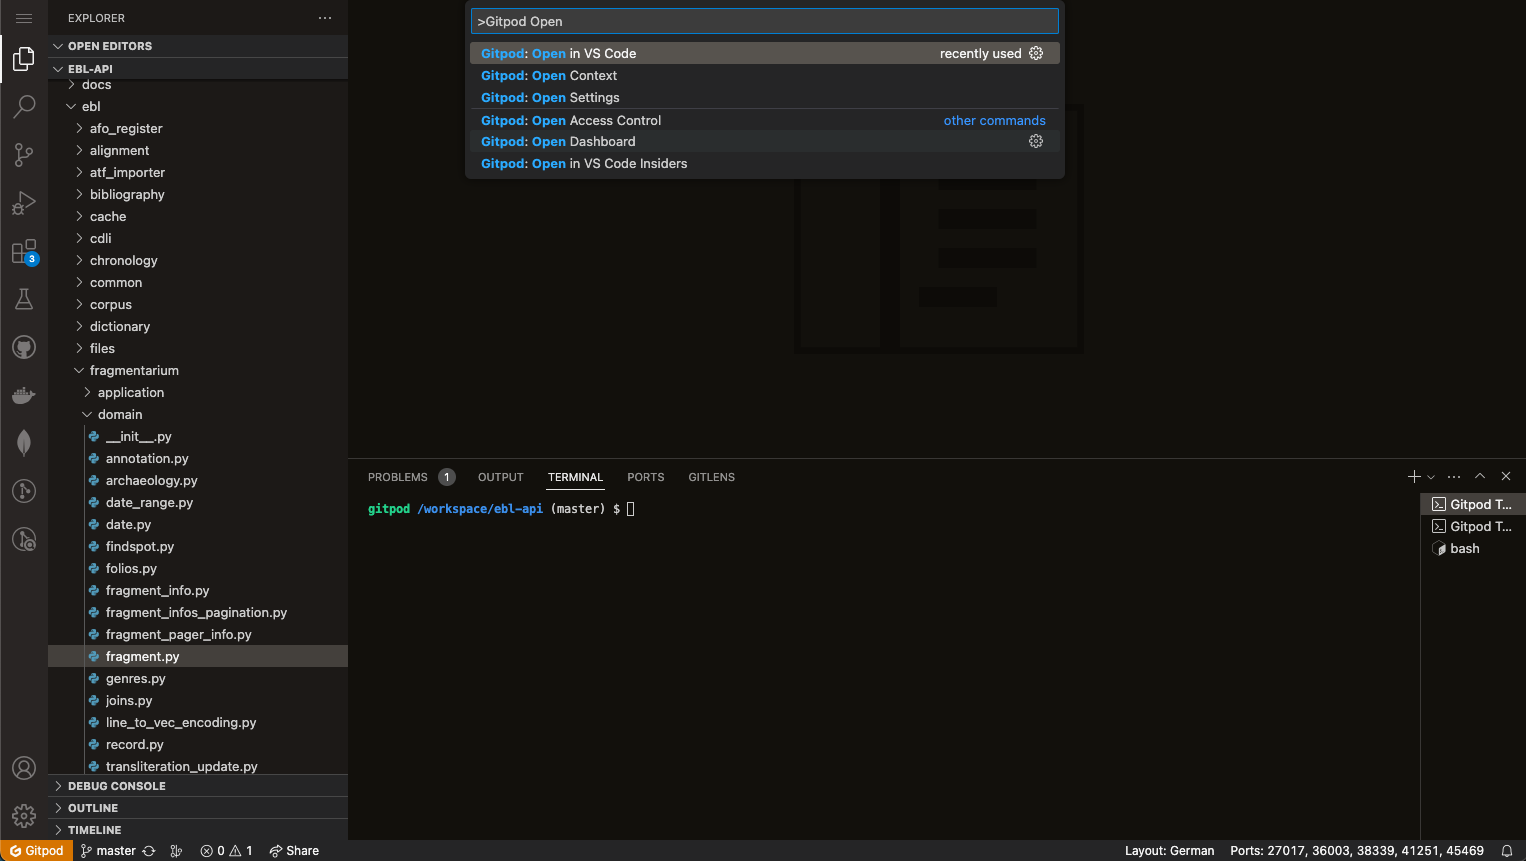 EXPLORER
OPEN EDITORS
EBL-API
docs
ebl
afo_register
alignment
atf_importer
bibliography
cache
cdli
chronology
common
corpus
dictionary
files
fragmentarium
application
domain
__init__.py
annotation.py
archaeology.py
date_range.py
date.py
findspot.py
folios.py
fragment_info.py
fragment_infos_pagination.py
fragment_pager_info.py
fragment.py
genres.py
joins.py
line_to_vec_encoding.py
record.py
transliteration_update.py
DEBUG CONSOLE
OUTLINE
TIMELINE
3
>Gitpod Open
Gitpod: Open in VS Code recently used
Gitpod: Open Context
Gitpod: Open Settings
Gitpod: Open Access Control other commands
Gitpod: Open Dashboard
Gitpod: Open in VS Code Insiders
PROBLEMS 1 OUTPUT TERMINAL PORTS GITLENS
gitpod /workspace/ebl-api (master) $
Gitpod T...
Gitpod T...
bash
Gitpod master 0 1 Share Layout: German Ports: 27017, 36003, 38339, 41251, 45469